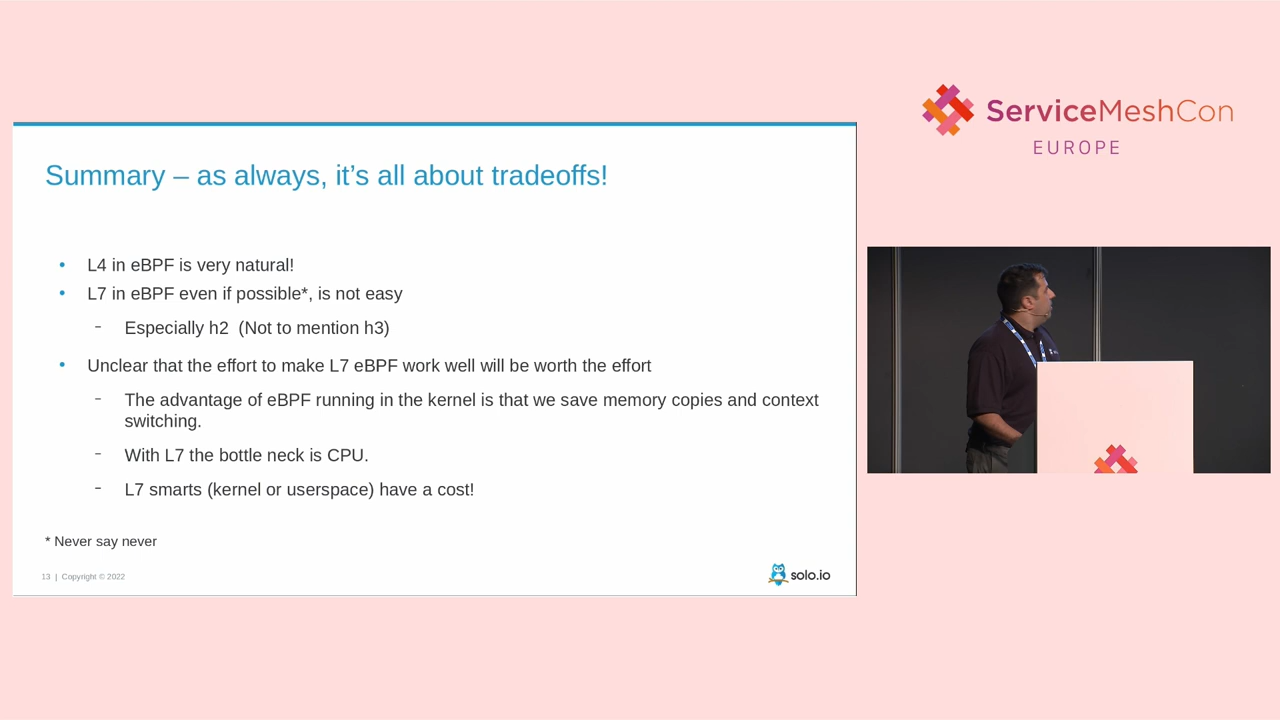 ServiceMeshCon
EUROPE
Summary – as always, it's all about tradeoffs!
• L4 in eBPF is very natural!
• L7 in eBPF even if possible*, is not easy
– Especially h2 (Not to mention h3)
• Unclear that the effort to make L7 eBPF work well will be worth the effort
– The advantage of eBPF running in the kernel is that we save memory copies and context
switching.
– With L7 the bottle neck is CPU.
– L7 smarts (kernel or userspace) have a cost!
* Never say never
13 | Copyright © 2022
solo.io